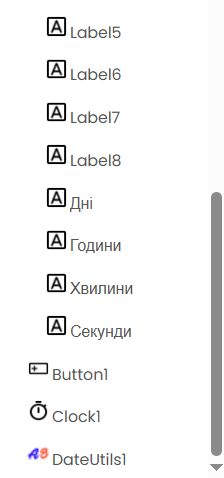 Label5
Label6
Label7
Label8
Дні
Години
Хвилини
Секунди
Button1
Clock1
DateUtils1